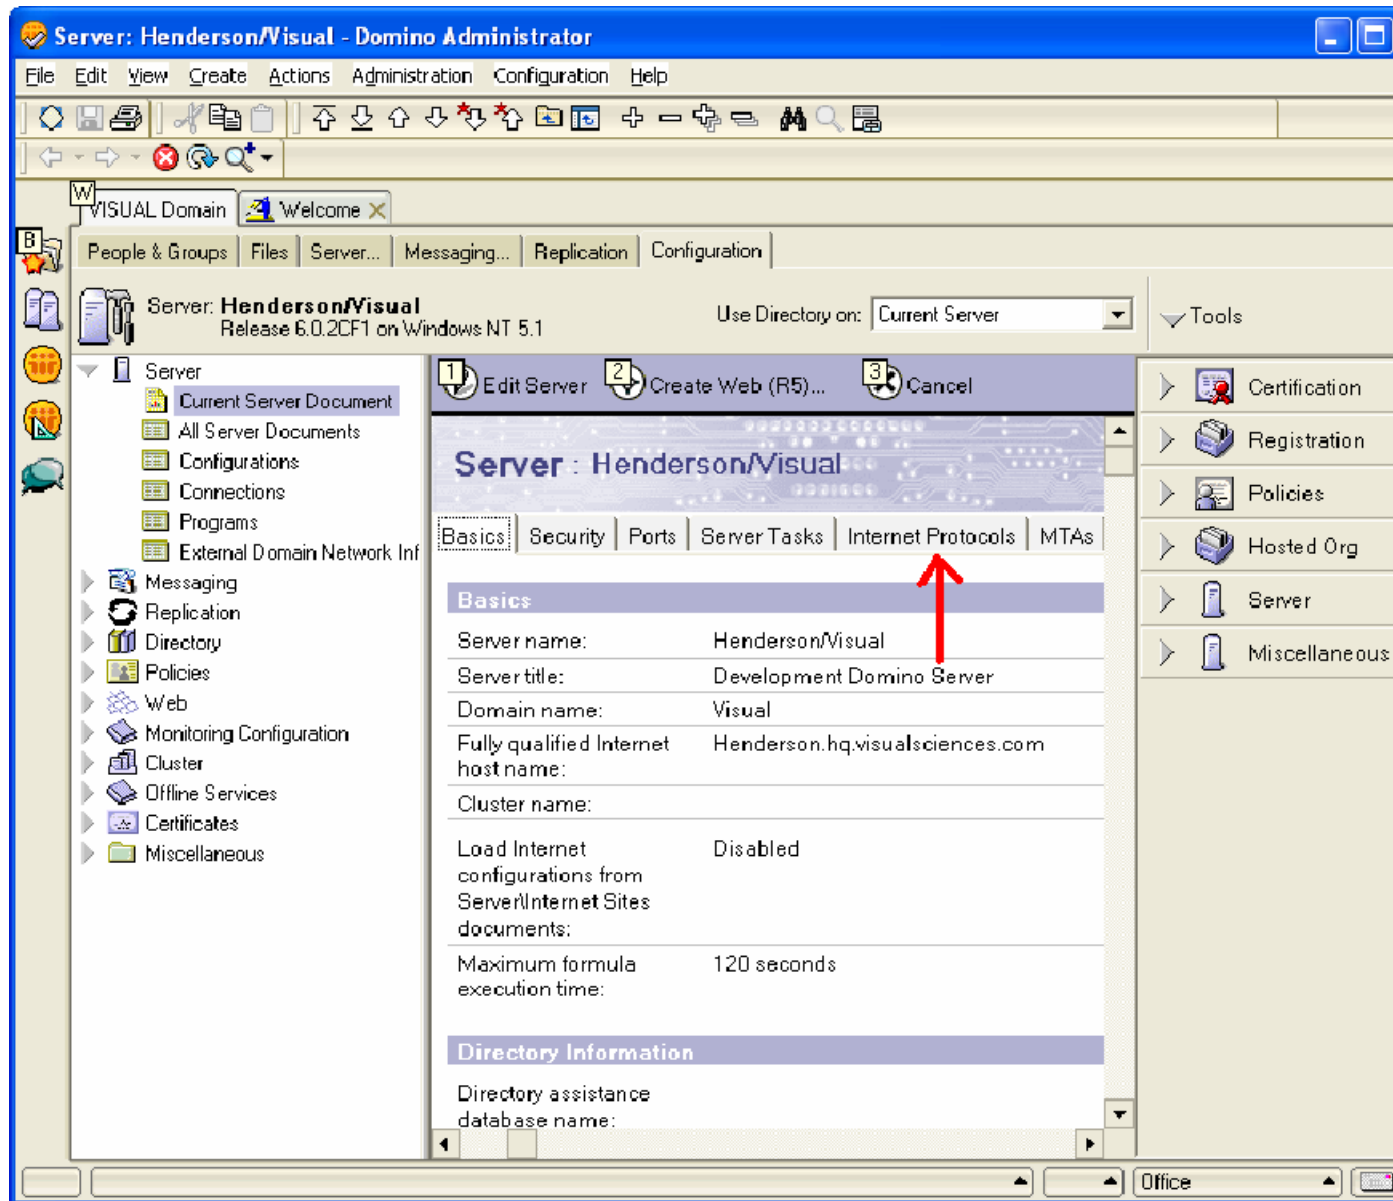 Server: Henderson/Visual - Domino Administrator
File Edit View Create Actions Administration Configuration Help
W
VISUAL Domain Welcome
B
People & Groups Files Server... Messaging... Replication Configuration
Server: Henderson/Visual
Release 6.0.2CF1 on Windows NT 5.1
Use Directory on: Current Server
Tools
Server
Current Server Document
All Server Documents
Configurations
Connections
Programs
External Domain Network Inf
Messaging
Replication
Directory
Policies
Web
Monitoring Configuration
Cluster
Offline Services
Certificates
Miscellaneous
1 Edit Server 2 Create Web (R5)... 3 Cancel
Server : Henderson/Visual
Basics Security Ports Server Tasks Internet Protocols MTAs
Basics
Server name: Henderson/Visual
Server title: Development Domino Server
Domain name: Visual
Fully qualified Internet host name: Henderson.hq.visualsciences.com
Cluster name:
Load Internet Disabled
configurations from
Server\Internet Sites
documents:
Maximum formula 120 seconds
execution time:
Directory Information
Directory assistance
database name:
Certification
Registration
Policies
Hosted Org
Server
Miscellaneous
Office